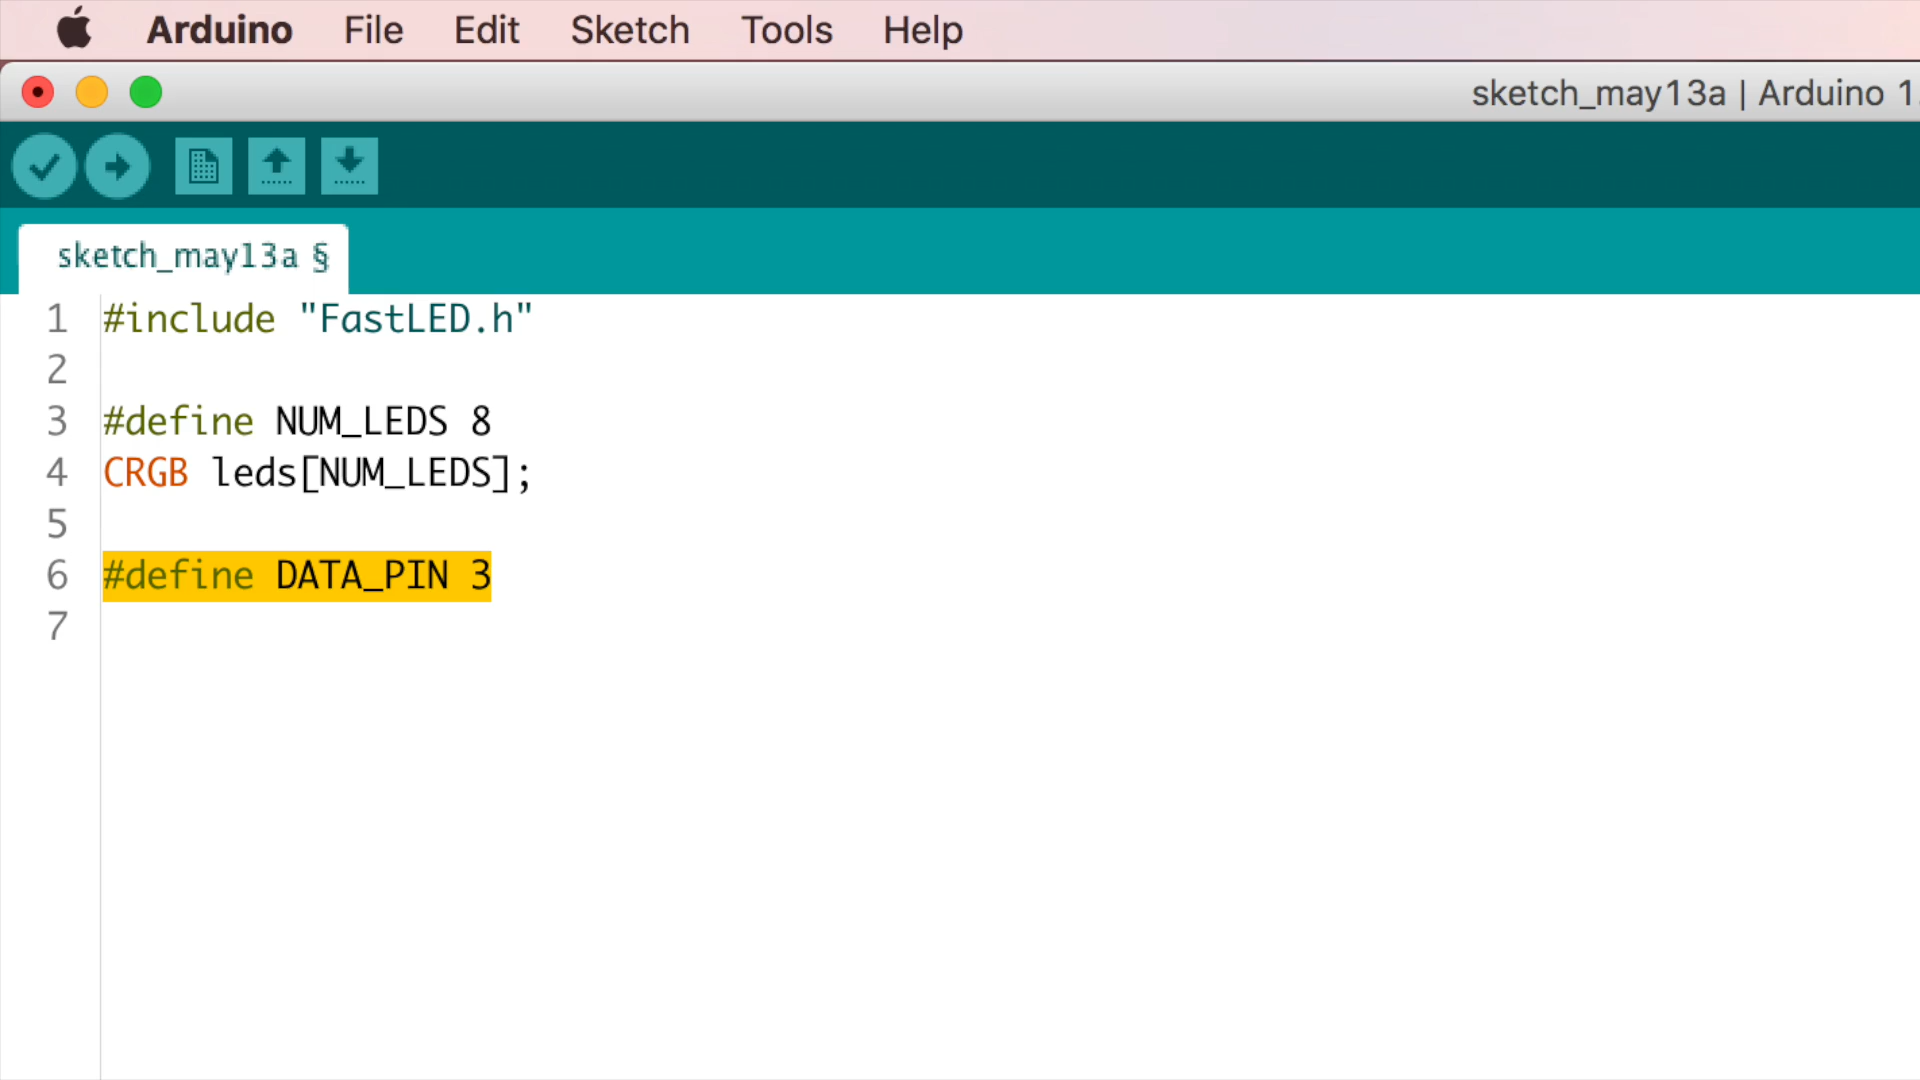 Arduino File Edit Sketch Tools Help
sketch_may13a | Arduino 1.
sketch_may13a §
1 #include "FastLED.h"
2
3 #define NUM_LEDS 8
4 CRGB leds[NUM_LEDS];
5
6 #define DATA_PIN 3
7